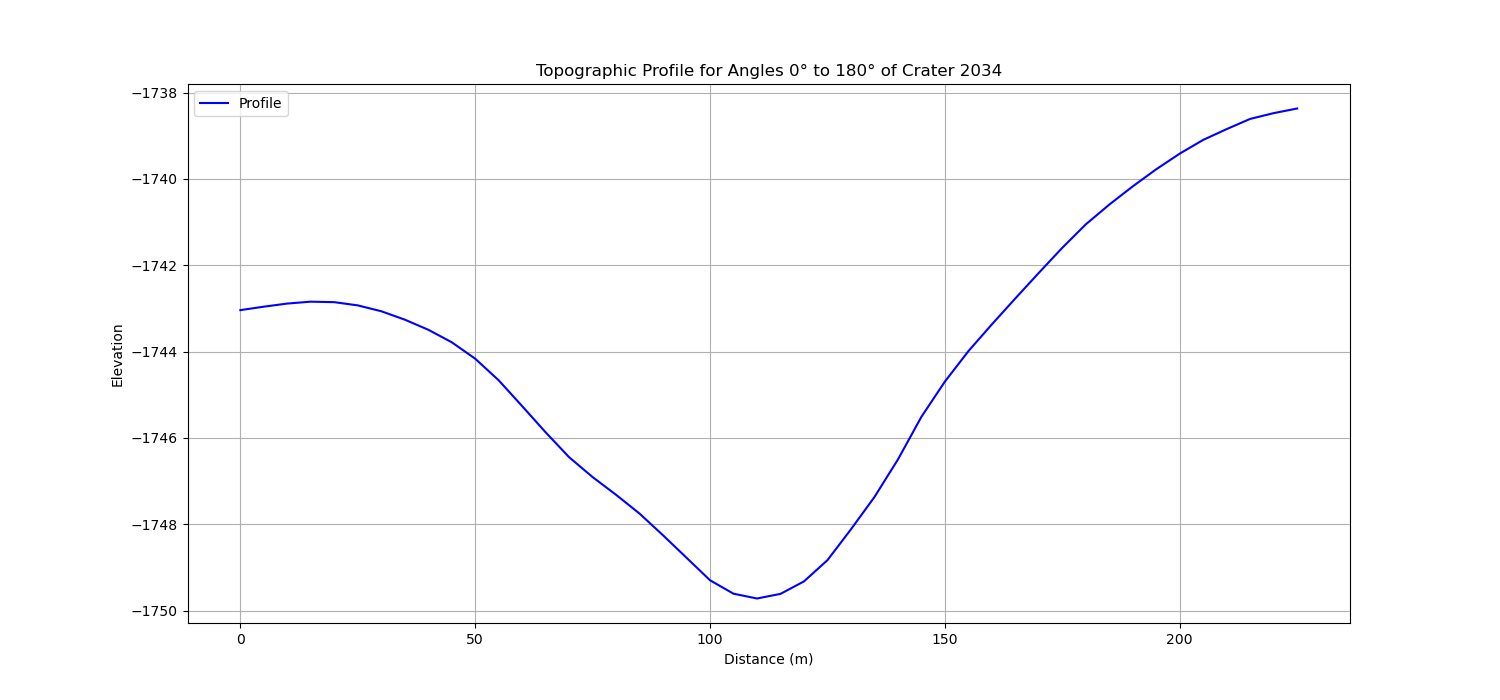 Topographic Profile for Angles 0° to 180° of Crater 2034
Profile
−1738
−1740
−1742
−1744
−1746
−1748
−1750
Elevation
0 50 100 150 200
Distance (m)